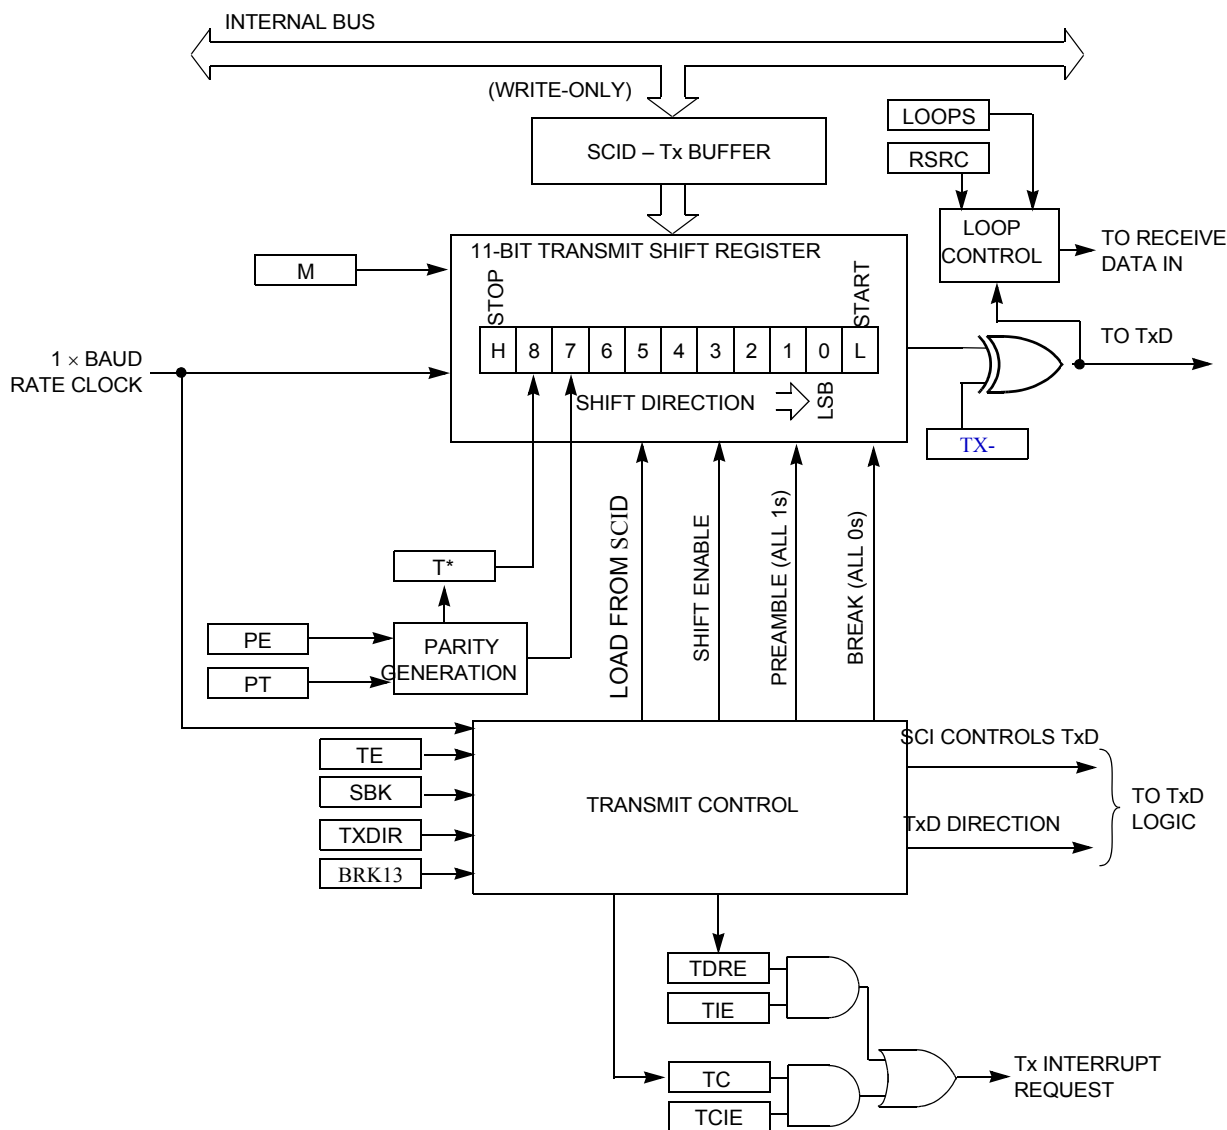 INTERNAL BUS
(WRITE-ONLY)
SCID – Tx BUFFER
LOOPS
RSRC
LOOP
CONTROL
TO RECEIVE
DATA IN
11-BIT TRANSMIT SHIFT REGISTER
M
STOP
START
H 8 7 6 5 4 3 2 1 0 L
1 × BAUD
RATE CLOCK
SHIFT DIRECTION
LSB
TO TxD
TX-
T*
PE
PT
PARITY
GENERATION
LOAD FROM SCID
SHIFT ENABLE
PREAMBLE (ALL 1s)
BREAK (ALL 0s)
TE
SBK
TXDIR
BRK13
TRANSMIT CONTROL
SCI CONTROLS TxD
TxD DIRECTION
TO TxD
LOGIC
TDRE
TIE
TC
TCIE
Tx INTERRUPT
REQUEST